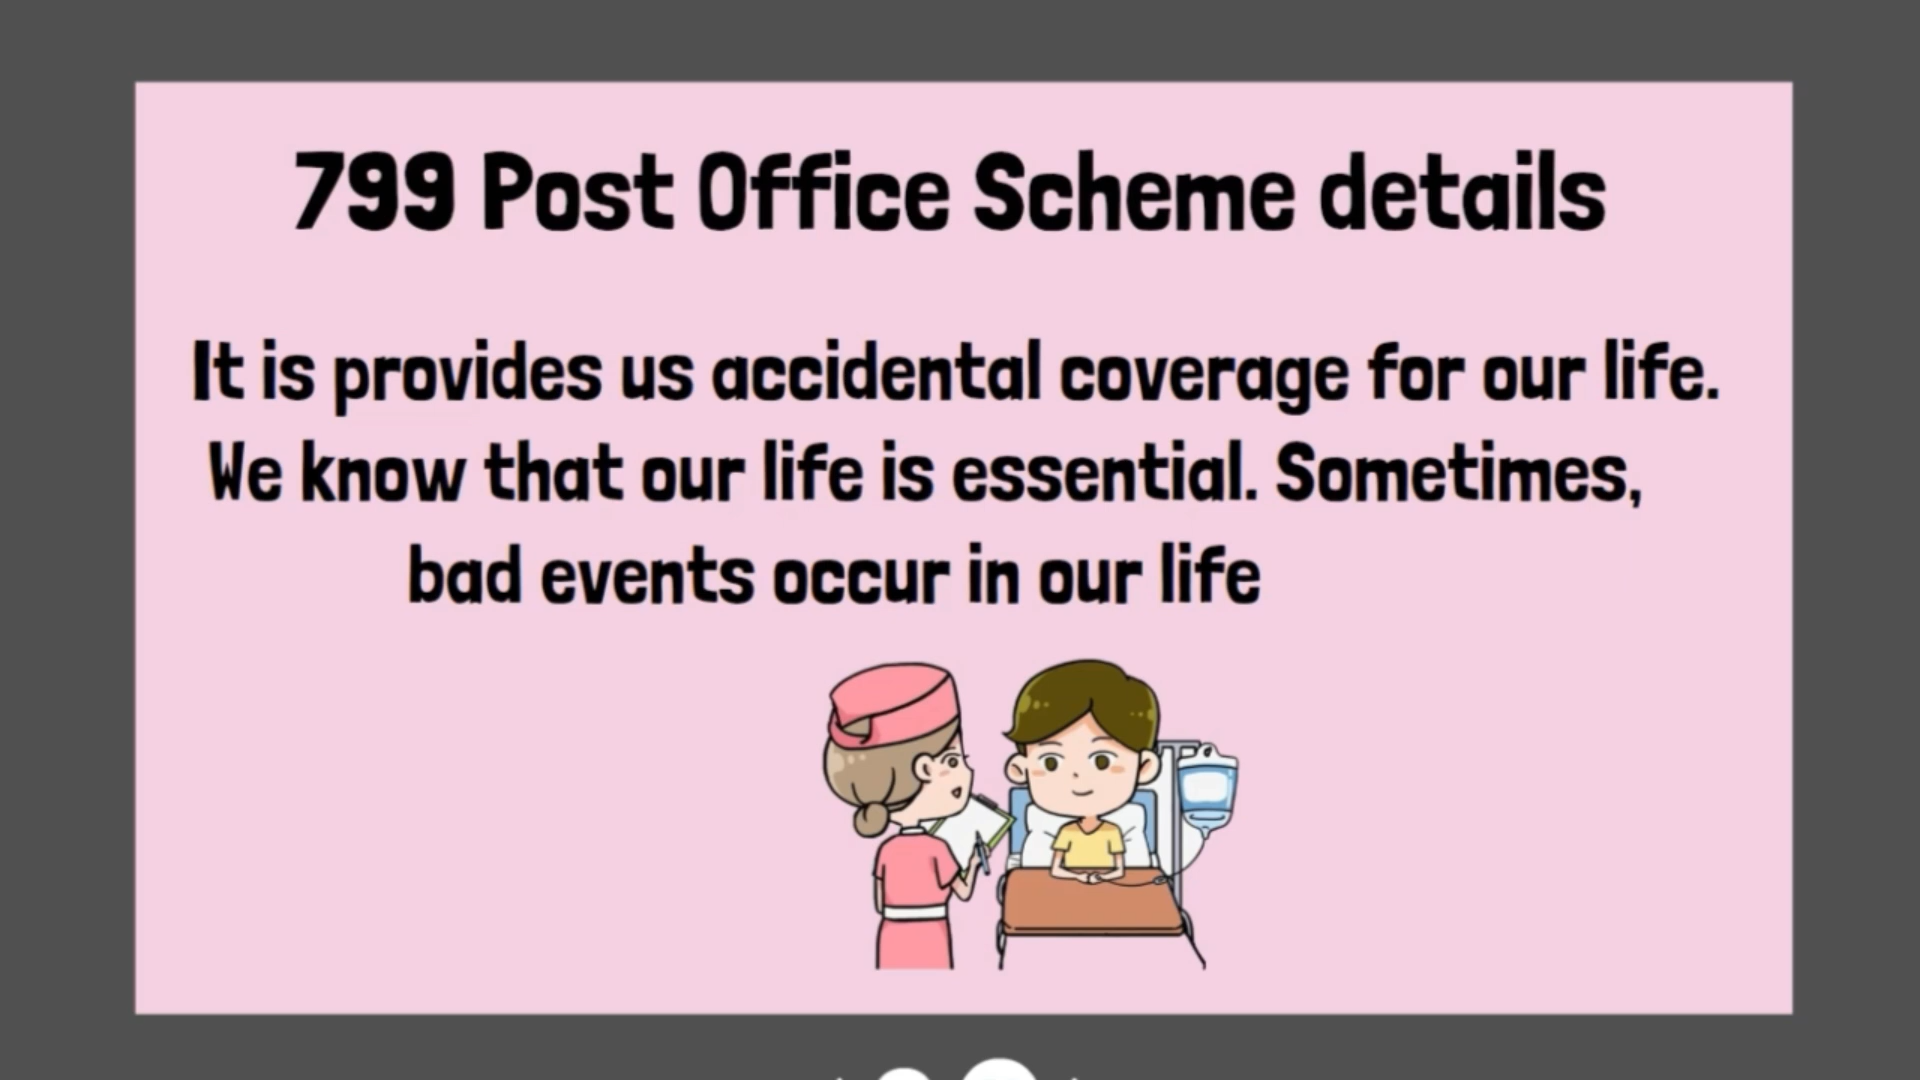 799 Post Office Scheme details
It is provides us accidental coverage for our life.
We know that our life is essential. Sometimes,
bad events occur in our life